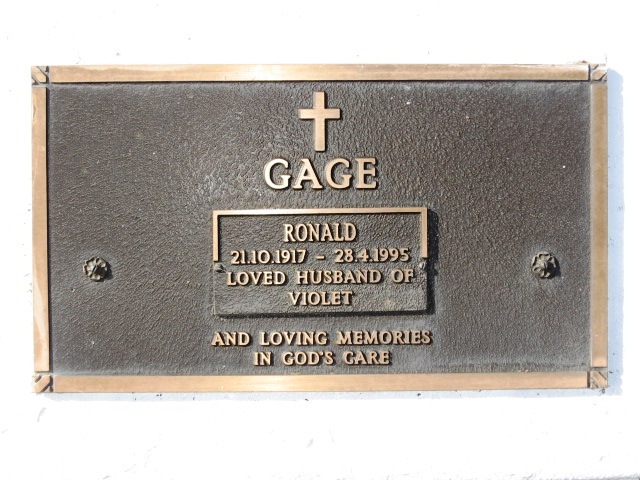 GAGE
RONALD
21.10.1917 - 28.4.1995
LOVED HUSBAND OF
VIOLET
AND LOVING MEMORIES
IN GOD'S CARE